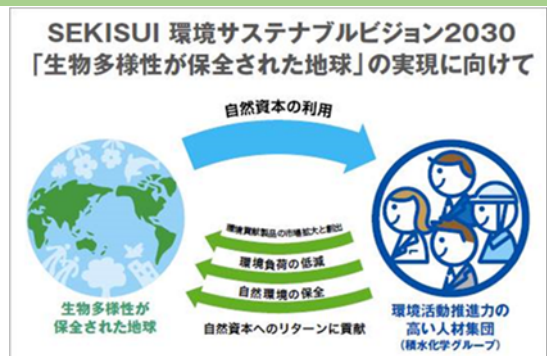 SEKISUI 環境サステナブルビジョン2030
「生物多様性が保全された地球」の実現に向けて
自然資本の利用
環境貢献製品の市場拡大と創出
環境負荷の低減
自然環境の保全
生物多様性が
保全された地球
自然資本へのリターンに貢献
環境活動推進力の
高い人材集団
(積水化学グループ)